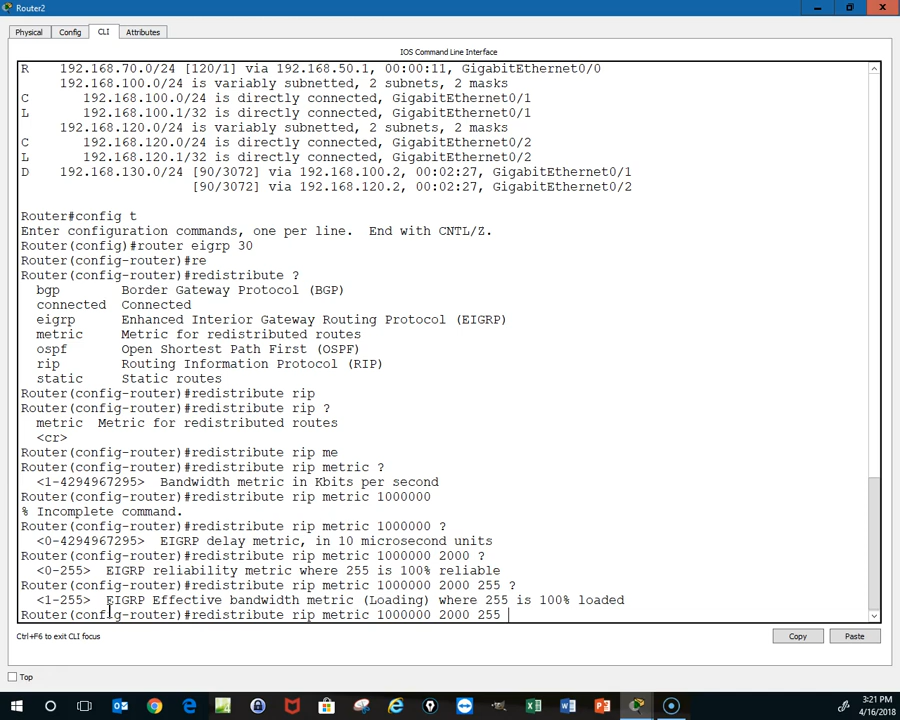 Router2
Physical Config CLI Attributes
IOS Command Line Interface
R 192.168.70.0/24 [120/1] via 192.168.50.1, 00:00:11, GigabitEthernet0/0
192.168.100.0/24 is variably subnetted, 2 subnets, 2 masks
C 192.168.100.0/24 is directly connected, GigabitEthernet0/1
L 192.168.100.1/32 is directly connected, GigabitEthernet0/1
192.168.120.0/24 is variably subnetted, 2 subnets, 2 masks
C 192.168.120.0/24 is directly connected, GigabitEthernet0/2
L 192.168.120.1/32 is directly connected, GigabitEthernet0/2
D 192.168.130.0/24 [90/3072] via 192.168.100.2, 00:02:27, GigabitEthernet0/1
[90/3072] via 192.168.120.2, 00:02:27, GigabitEthernet0/2
Router#config t
Enter configuration commands, one per line. End with CNTL/Z.
Router(config)#router eigrp 30
Router(config-router)#re
Router(config-router)#redistribute ?
bgp Border Gateway Protocol (BGP)
connected Connected
eigrp Enhanced Interior Gateway Routing Protocol (EIGRP)
metric Metric for redistributed routes
ospf Open Shortest Path First (OSPF)
rip Routing Information Protocol (RIP)
static Static routes
Router(config-router)#redistribute rip
Router(config-router)#redistribute rip ?
metric Metric for redistributed routes
<cr>
Router(config-router)#redistribute rip me
Router(config-router)#redistribute rip metric ?
<1-4294967295> Bandwidth metric in Kbits per second
Router(config-router)#redistribute rip metric 1000000
% Incomplete command.
Router(config-router)#redistribute rip metric 1000000 ?
<0-4294967295> EIGRP delay metric, in 10 microsecond units
Router(config-router)#redistribute rip metric 1000000 2000 ?
<0-255> EIGRP reliability metric where 255 is 100% reliable
Router(config-router)#redistribute rip metric 1000000 2000 255 ?
<1-255> EIGRP Effective bandwidth metric (Loading) where 255 is 100% loaded
Router(config-router)#redistribute rip metric 1000000 2000 255
Ctrl+F6 to exit CLI focus
Copy Paste
Top
3:21 PM
4/16/2018